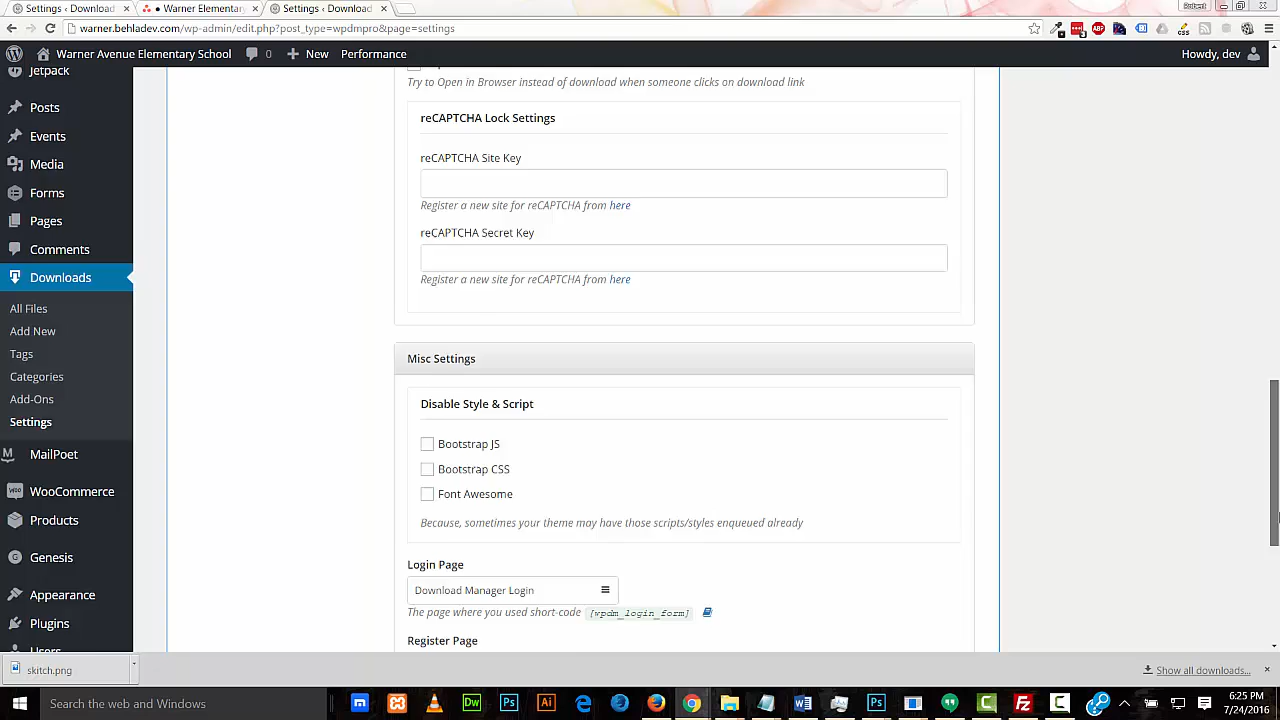 Settings ‹ Download
● Warner Elementary
Settings ‹ Download
Robert
warner.behladev.com/wp-admin/edit.php?post_type=wpdmpro&page=settings
Warner Avenue Elementary School
0
New
Performance
Howdy, dev
Jetpack
Posts
Events
Media
Forms
Pages
Comments
Downloads
All Files
Add New
Tags
Categories
Add-Ons
Settings
MailPoet
WooCommerce
Products
Genesis
Appearance
Plugins
Users
Try to Open in Browser instead of download when someone clicks on download link
reCAPTCHA Lock Settings
reCAPTCHA Site Key
Register a new site for reCAPTCHA from here
reCAPTCHA Secret Key
Register a new site for reCAPTCHA from here
Misc Settings
Disable Style & Script
Bootstrap JS
Bootstrap CSS
Font Awesome
Because, sometimes your theme may have those scripts/styles enqueued already
Login Page
Download Manager Login
The page where you used short-code [wpdm_login_form]
Register Page
skitch.png
Show all downloads...
Search the web and Windows
6:25 PM
7/24/2016